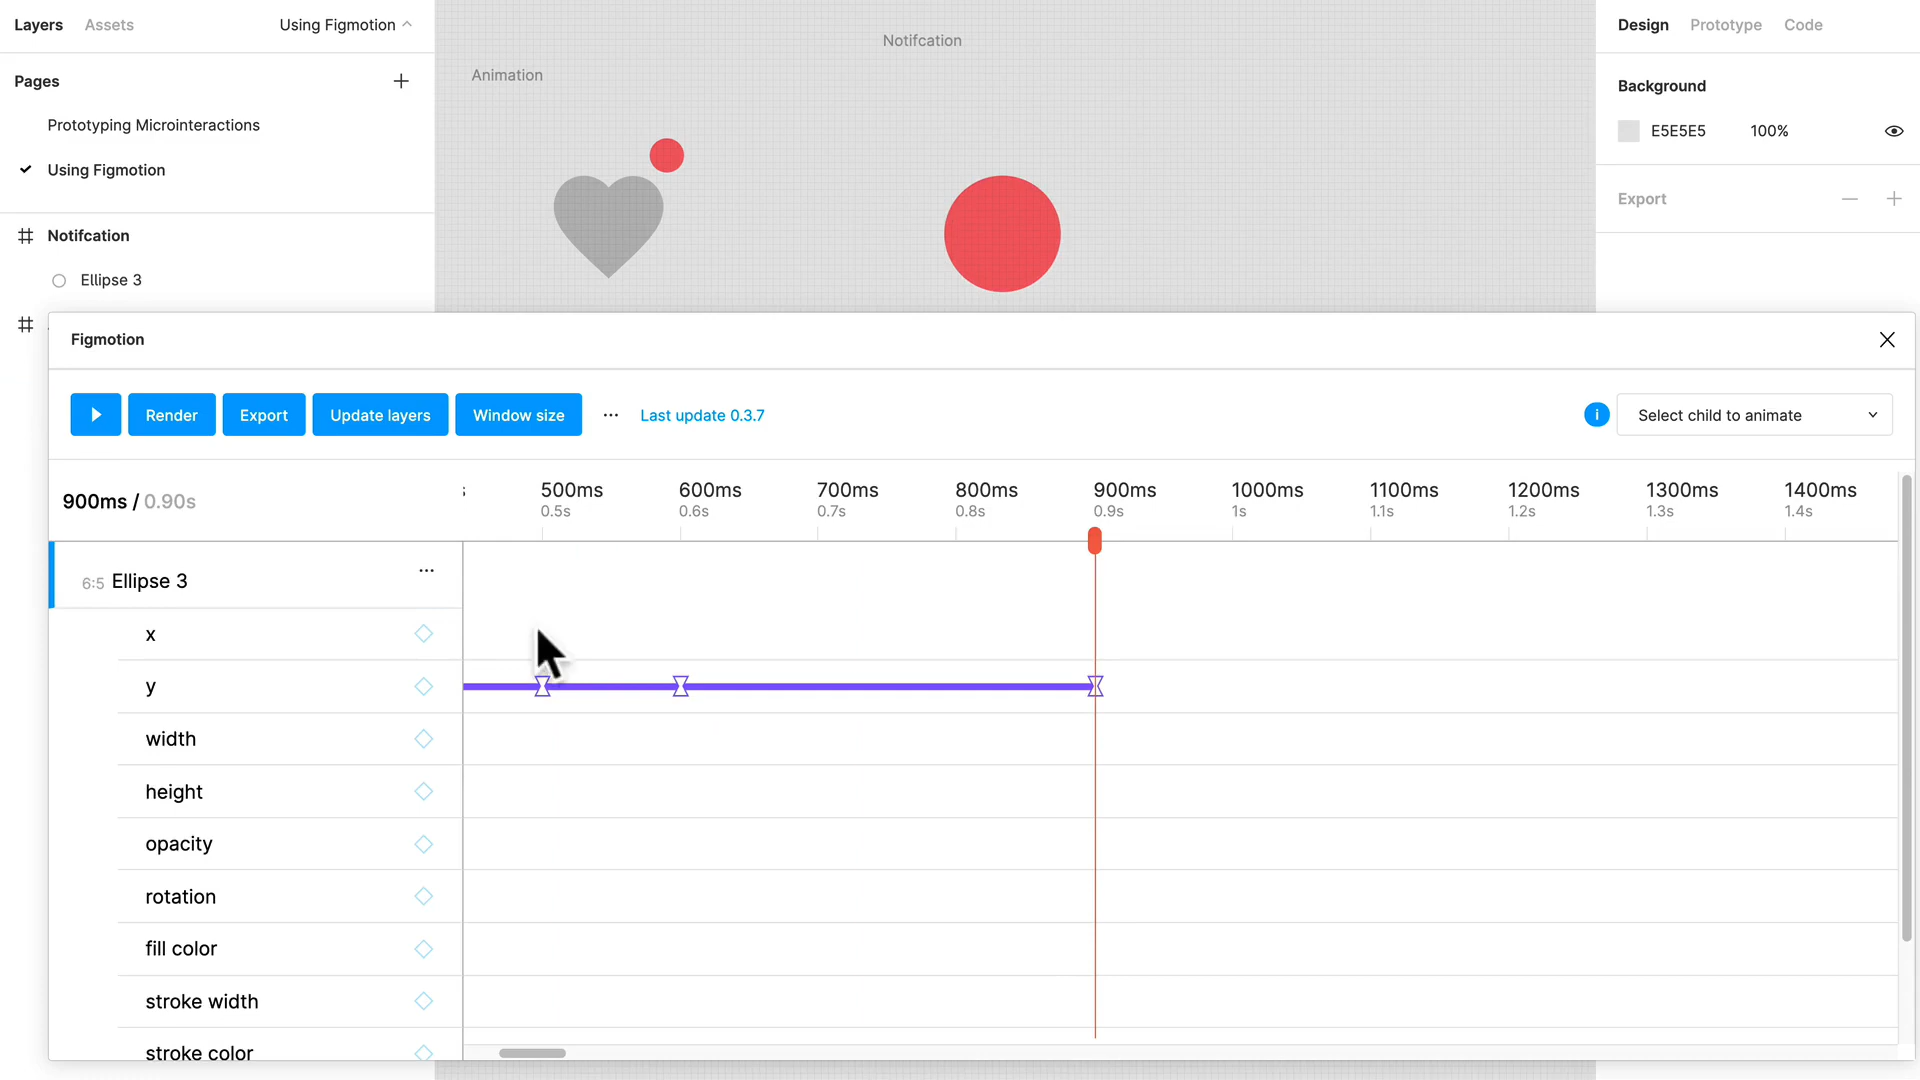 Layers Assets Using Figmotion
Pages
Prototyping Microinteractions
Using Figmotion
Notifcation
Ellipse 3
Animation
Notifcation
Design Prototype Code
Background
E5E5E5 100%
Export
Figmotion
Render Export Update layers Window size ... Last update 0.3.7
i Select child to animate
900ms / 0.90s
500ms 600ms 700ms 800ms 900ms 1000ms 1100ms 1200ms 1300ms 1400ms
0.5s 0.6s 0.7s 0.8s 0.9s 1s 1.1s 1.2s 1.3s 1.4s
6:5 Ellipse 3 ...
x
y
width
height
opacity
rotation
fill color
stroke width
stroke color